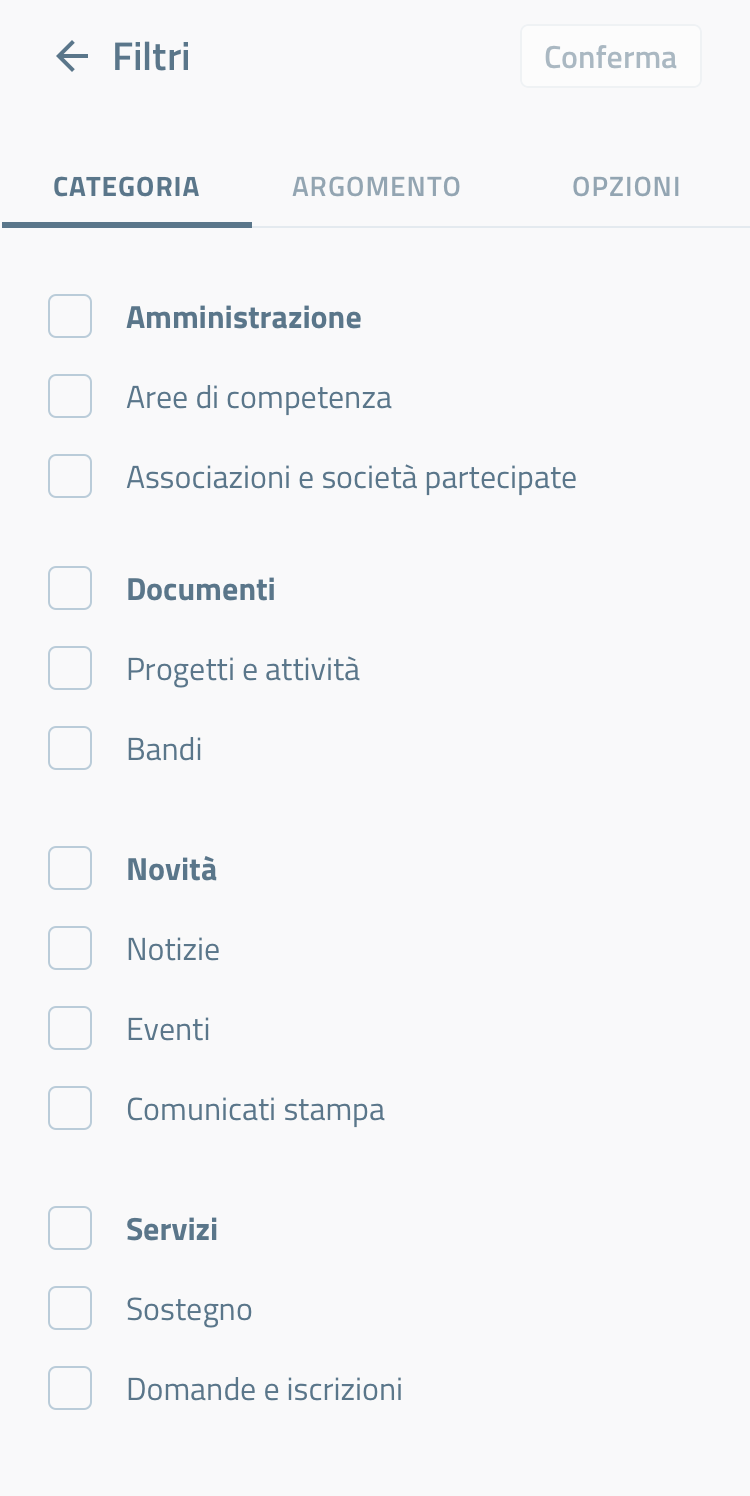 Filtri
Conferma
CATEGORIA
ARGOMENTO
OPZIONI
Amministrazione
Aree di competenza
Associazioni e società partecipate
Documenti
Progetti e attività
Bandi
Novità
Notizie
Eventi
Comunicati stampa
Servizi
Sostegno
Domande e iscrizioni